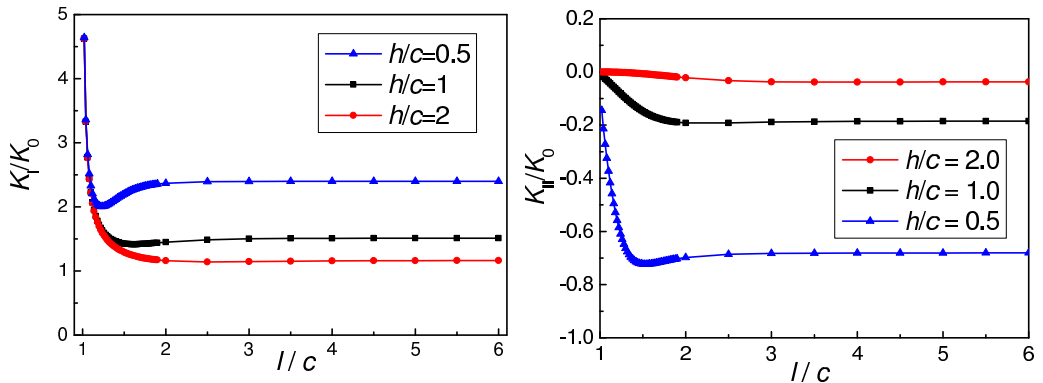 5
4
3
2
1
0
K_I/K_0
h/c=0.5
h/c=1
h/c=2
1 2 3 4 5 6
l / c
0.2
0.0
-0.2
-0.4
-0.6
-0.8
-1.0
K_II/K_0
h/c = 2.0
h/c = 1.0
h/c = 0.5
1 2 3 4 5 6
l / c